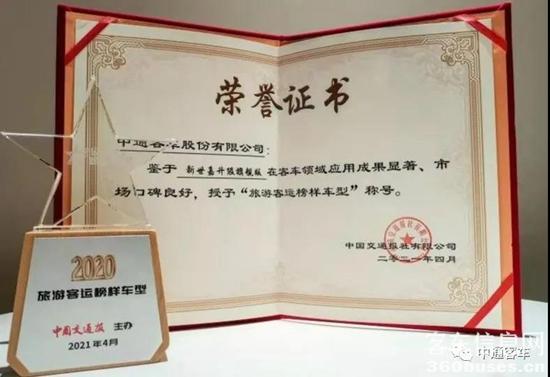 荣誉证书
中通客车股份有限公司：
鉴于 新世嘉升级旗舰版 在客车领域应用成果显著、市
场口碑良好，授予“旅游客运榜样车型”称号。
中国交通报社有限公司
二零二一年四月
2020
旅游客运榜样车型
中国交通报 主办
2021年4月
客车信息网
中通客车
360buses.cn